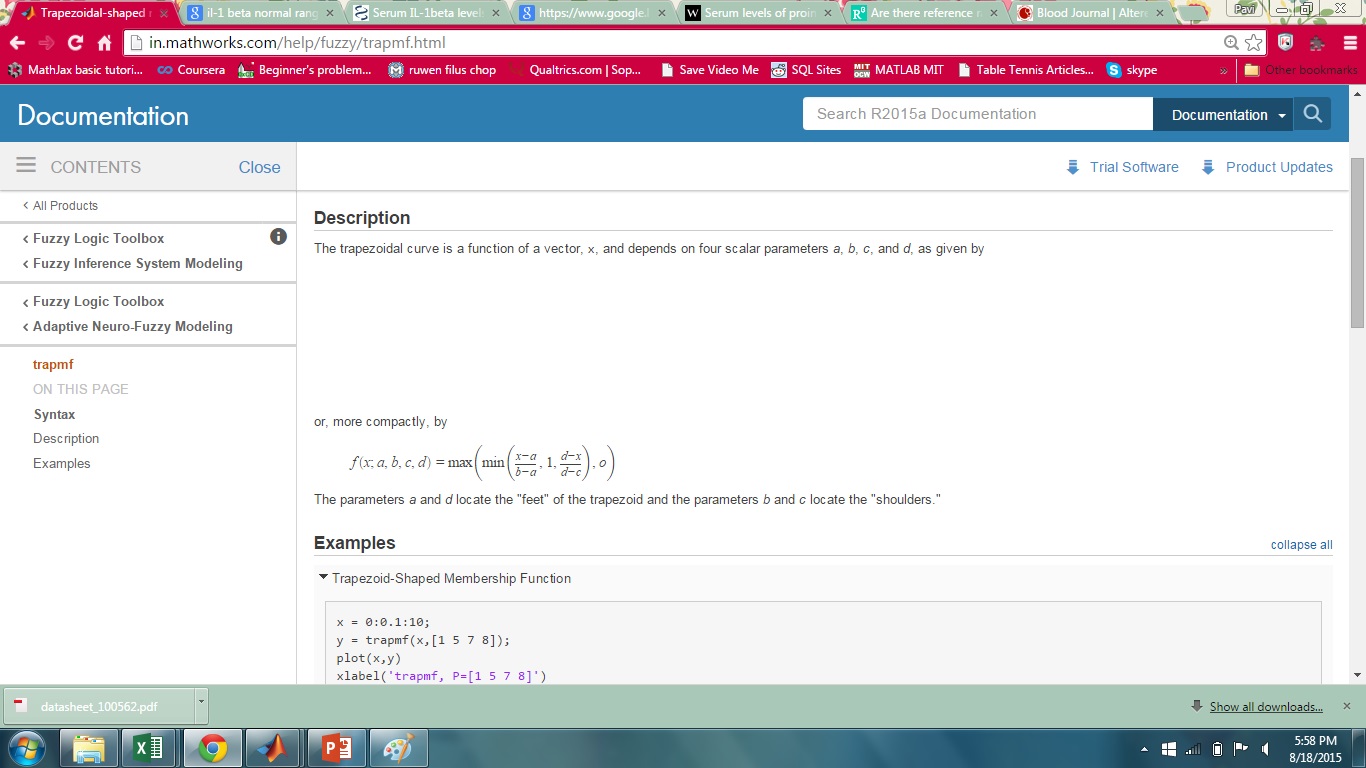 Trapezoidal-shaped
il-1 beta normal rang
Serum IL-1beta level
https://www.google.
Serum levels of proin
Are there reference
Blood Journal | Alter
Pavi
in.mathworks.com/help/fuzzy/trapmf.html
MathJax basic tutori...
Coursera
Beginner's problem...
ruwen filus chop
Qualtrics.com | Sop...
Save Video Me
SQL Sites
MATLAB MIT
Table Tennis Articles...
skype
»
Other bookmarks
Documentation
Search R2015a Documentation
Documentation
CONTENTS
Close
Trial Software
Product Updates
‹ All Products
‹ Fuzzy Logic Toolbox
‹ Fuzzy Inference System Modeling
‹ Fuzzy Logic Toolbox
‹ Adaptive Neuro-Fuzzy Modeling
trapmf
ON THIS PAGE
Syntax
Description
Examples
Description
The trapezoidal curve is a function of a vector, x, and depends on four scalar parameters a, b, c, and d, as given by
or, more compactly, by
f(x; a, b, c, d) = max(min((x−a)/(b−a), 1, (d−x)/(d−c)), o)
The parameters a and d locate the "feet" of the trapezoid and the parameters b and c locate the "shoulders."
Examples
collapse all
Trapezoid-Shaped Membership Function
x = 0:0.1:10;
y = trapmf(x,[1 5 7 8]);
plot(x,y)
xlabel('trapmf, P=[1 5 7 8]')
datasheet_100562.pdf
Show all downloads...
5:58 PM
8/18/2015